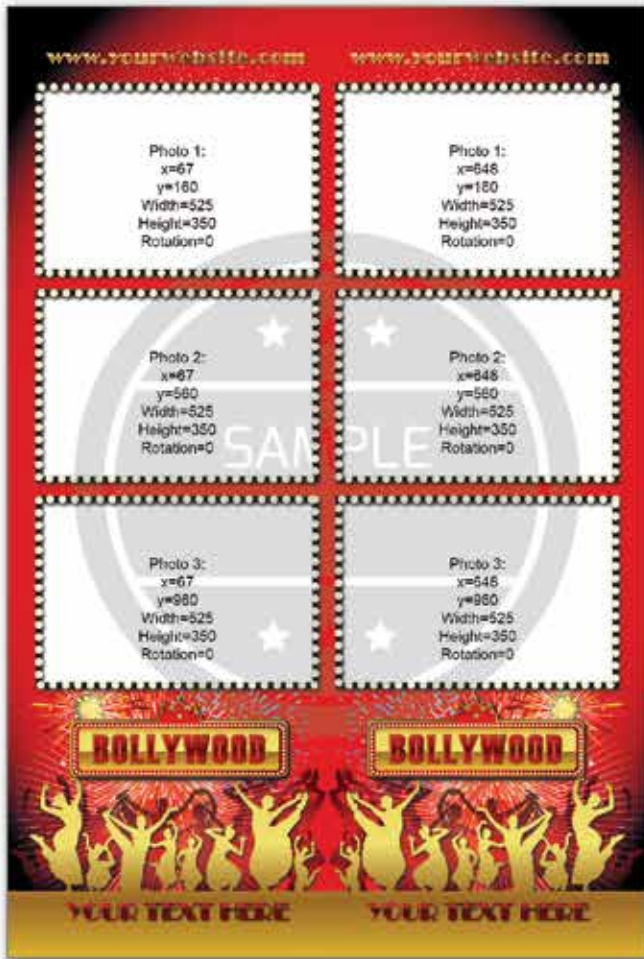 www.yourwebsite.com
www.yourwebsite.com
Photo 1:
x=67
y=160
Width=525
Height=350
Rotation=0
Photo 1:
x=648
y=160
Width=525
Height=350
Rotation=0
Photo 2:
x=67
y=560
Width=525
Height=350
Rotation=0
Photo 2:
x=648
y=560
Width=525
Height=350
Rotation=0
SAMPLE
Photo 3:
x=67
y=960
Width=525
Height=350
Rotation=0
Photo 3:
x=648
y=960
Width=525
Height=350
Rotation=0
BOLLYWOOD
BOLLYWOOD
YOUR TEXT HERE
YOUR TEXT HERE